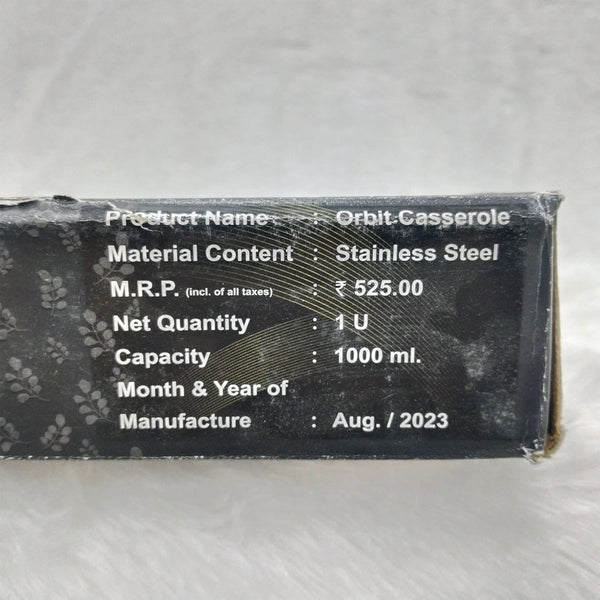 Product Name : Orbit Casserole
Material Content : Stainless Steel
M.R.P. (incl. of all taxes) : ₹ 525.00
Net Quantity : 1 U
Capacity : 1000 ml.
Month & Year of
Manufacture : Aug. / 2023